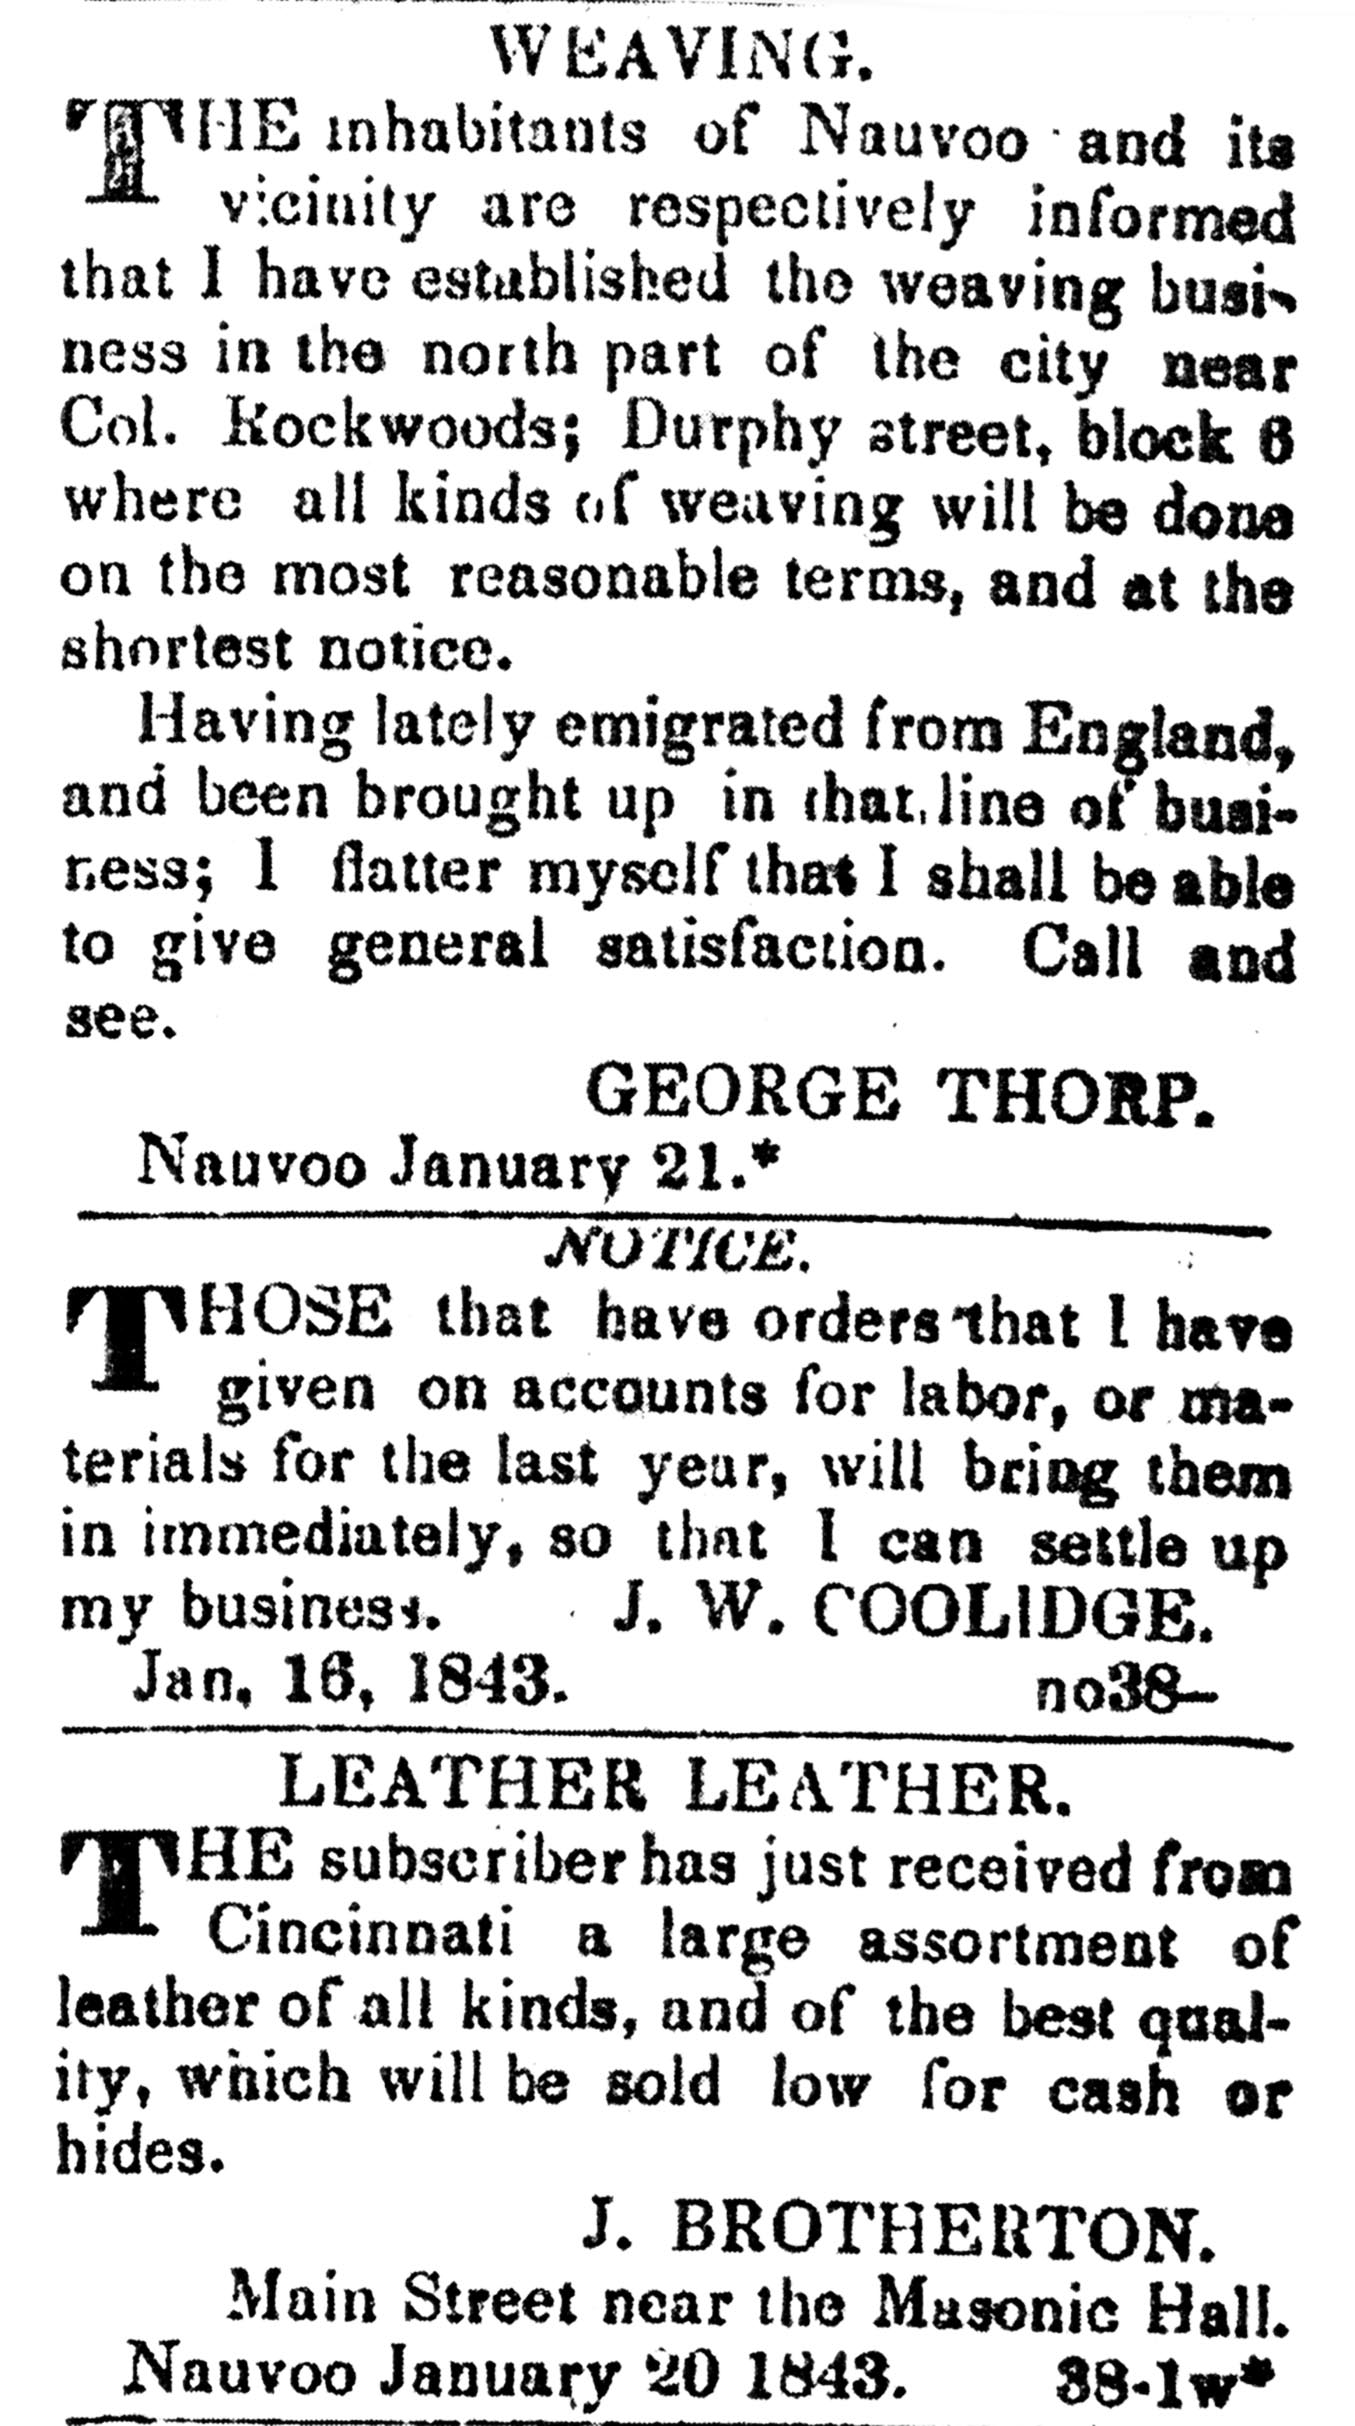 WEAVING.
THE inhabitants of Nauvoo and its
vicinity are respectively informed
that I have established the weaving busi-
ness in the north part of the city near
Col. Rockwoods; Durphy street, block 6
where all kinds of weaving will be done
on the most reasonable terms, and at the
shortest notice.
Having lately emigrated from England,
and been brought up in that line of busi-
ness; I flatter myself that I shall be able
to give general satisfaction. Call and
see.
GEORGE THORP.
Nauvoo January 21.*
NOTICE.
THOSE that have orders that I have
given on accounts for labor, or ma-
terials for the last year, will bring them
in immediately, so that I can settle up
my business. J. W. COOLIDGE.
Jan, 16, 1843. no38-
LEATHER LEATHER.
THE subscriber has just received from
Cincinnati a large assortment of
leather of all kinds, and of the best qual-
ity, which will be sold low for cash or
hides.
J. BROTHERTON.
Main Street near the Masonic Hall.
Nauvoo January 20 1843. 38-1w*